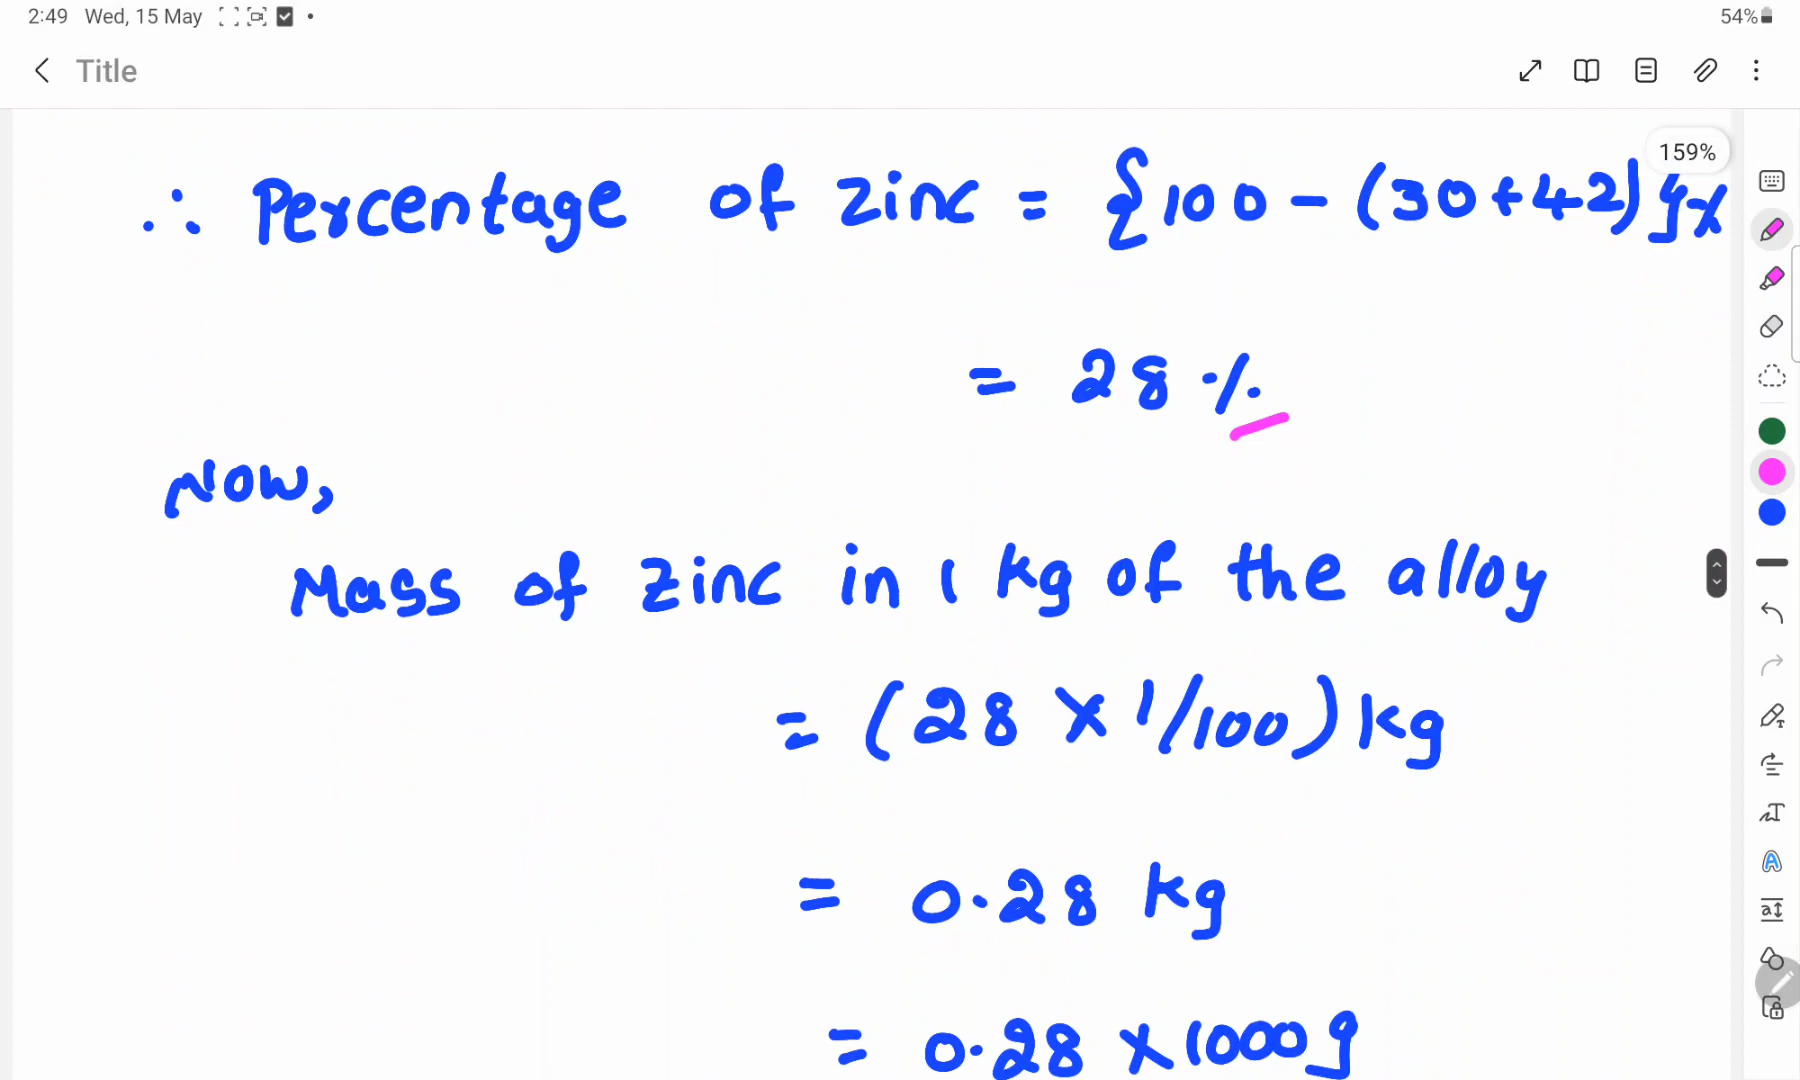 2:49 Wed, 15 May 54%
Title
159%
∴ Percentage of zinc = {100 - (30+42)}%
= 28 %
Now,
Mass of zinc in 1 kg of the alloy
= (28 × 1/100) kg
= 0.28 kg
= 0.28 × 1000 g